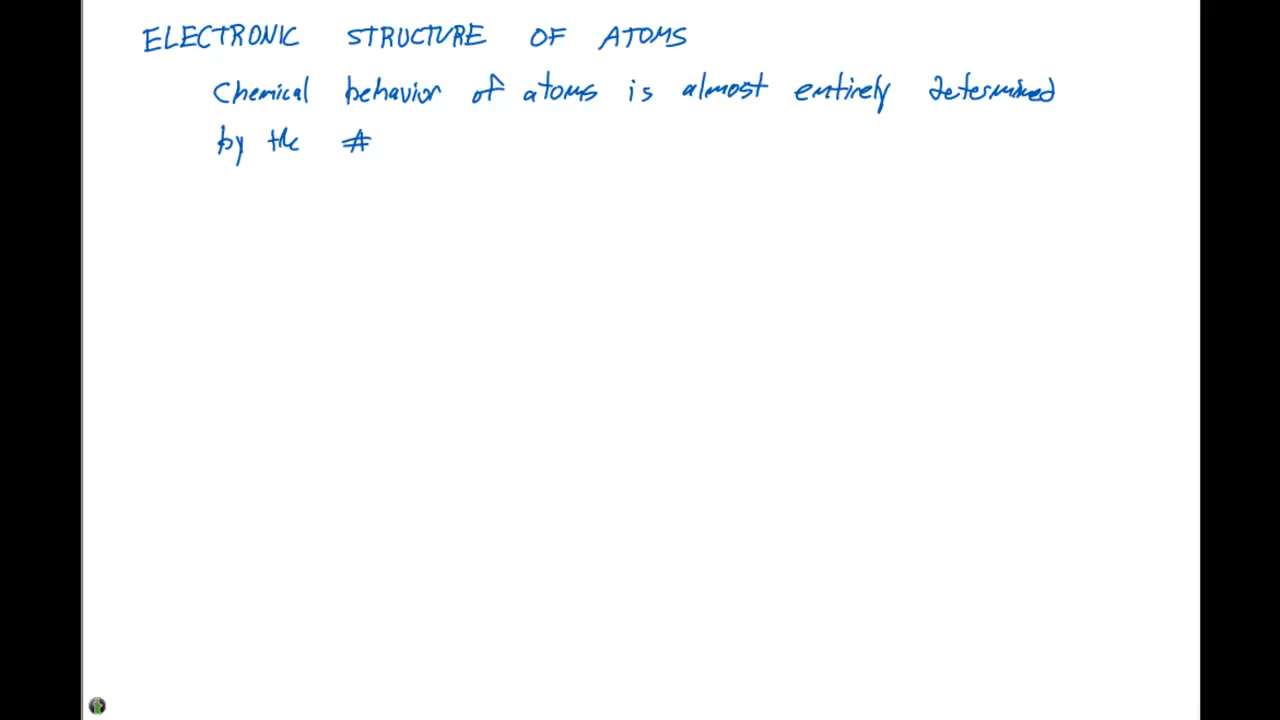 ELECTRONIC STRUCTURE OF ATOMS
Chemical behavior of atoms is almost entirely determined
by the #